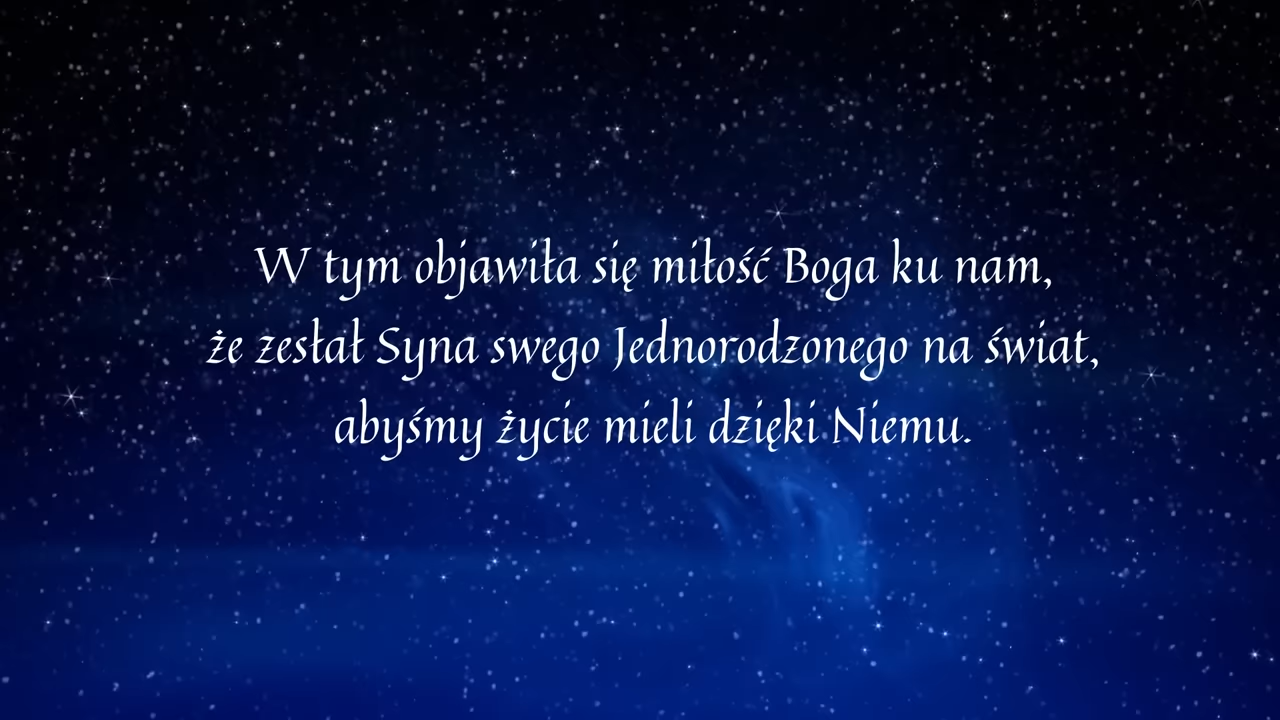 W tym objawiła się miłość Boga ku nam,
że zesłał Syna swego Jednorodzonego na świat,
abyśmy życie mieli dzięki Niemu.